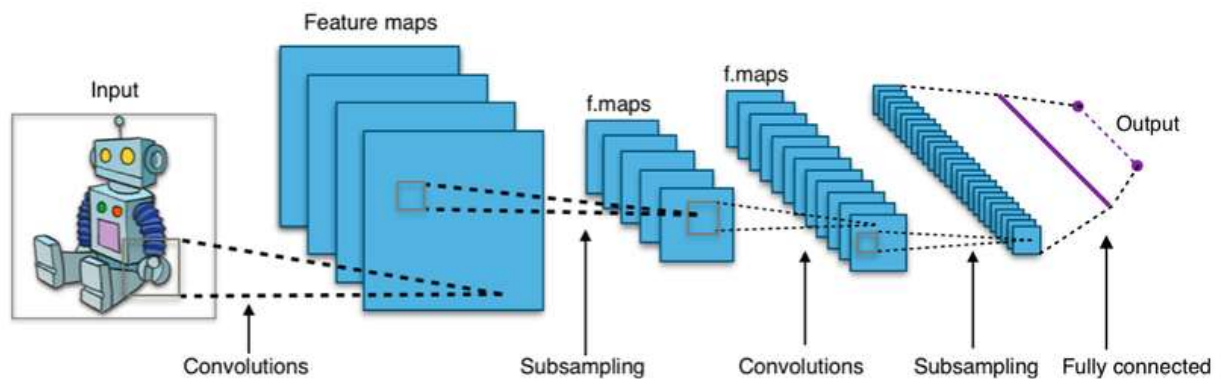 Feature maps
f.maps
Input
f.maps
Output
Convolutions
Subsampling
Convolutions
Subsampling
Fully connected